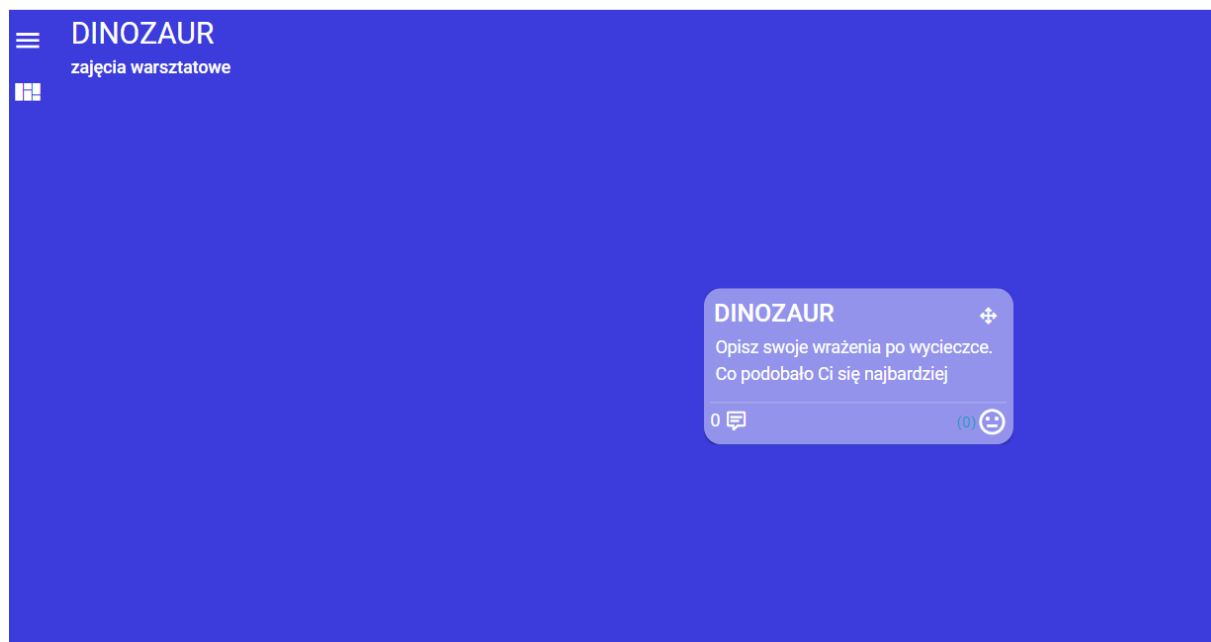 DINOZAUR
zajęcia warsztatowe
DINOZAUR
Opisz swoje wrażenia po wycieczce.
Co podobało Ci się najbardziej
0
(0)